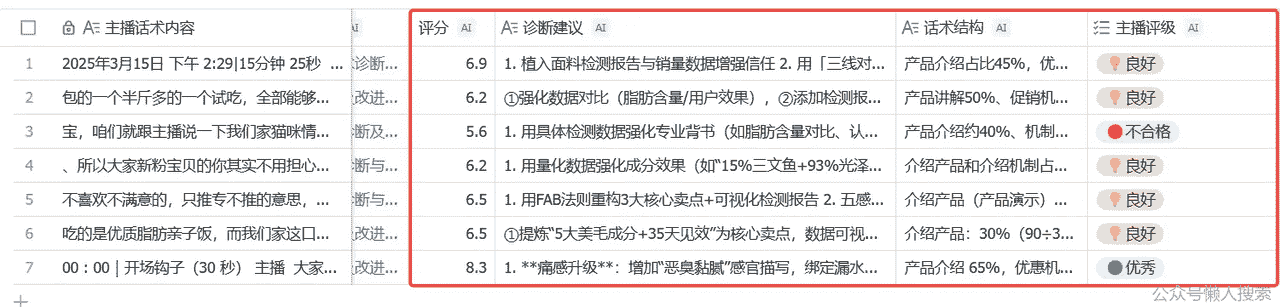 主播话术内容 AI 评分 AI 诊断建议 AI 话术结构 AI 主播评级 AI
1 2025年3月15日 下午 2:29|15分钟 25秒 ... 诊断... 6.9 1. 植入面料检测报告与销量数据增强信任 2. 用「三线对... 产品介绍占比45%，优... 良好
2 包的一个半斤多的一个试吃，全部能够... 改进... 6.2 ①强化数据对比（脂肪含量/用户效果），②添加检测报... 产品讲解50%、促销机... 良好
3 宝，咱们就跟主播说一下我们家猫咪情... 诊断及... 5.6 1. 用具体检测数据强化专业背书（如脂肪含量对比、认... 产品介绍约40%、机制... 不合格
4 、所以大家新粉宝贝的你其实不用担心... 诊断与... 6.2 1. 用量化数据强化成分效果（如“15%三文鱼+93%光泽... 介绍产品和介绍机制占... 良好
5 不喜欢不满意的，只推专不推的意思，... 诊断与... 6.5 1. 用FAB法则重构3大核心卖点+可视化检测报告 2. 五感... 介绍产品（产品演示）... 良好
6 吃的是优质脂肪亲子饭，而我们家这口... 改进... 6.5 ①提炼“5大美毛成分+35天见效”为核心卖点，数据可视... 介绍产品：30%（90÷3... 良好
7 00：00 | 开场钩子（30 秒） 主播 大家... 改进... 8.3 1. **痛感升级**：增加“恶臭黏腻”感官描写，绑定漏水... 产品介绍 65%，优惠机... 优秀
公众号懒人搜索